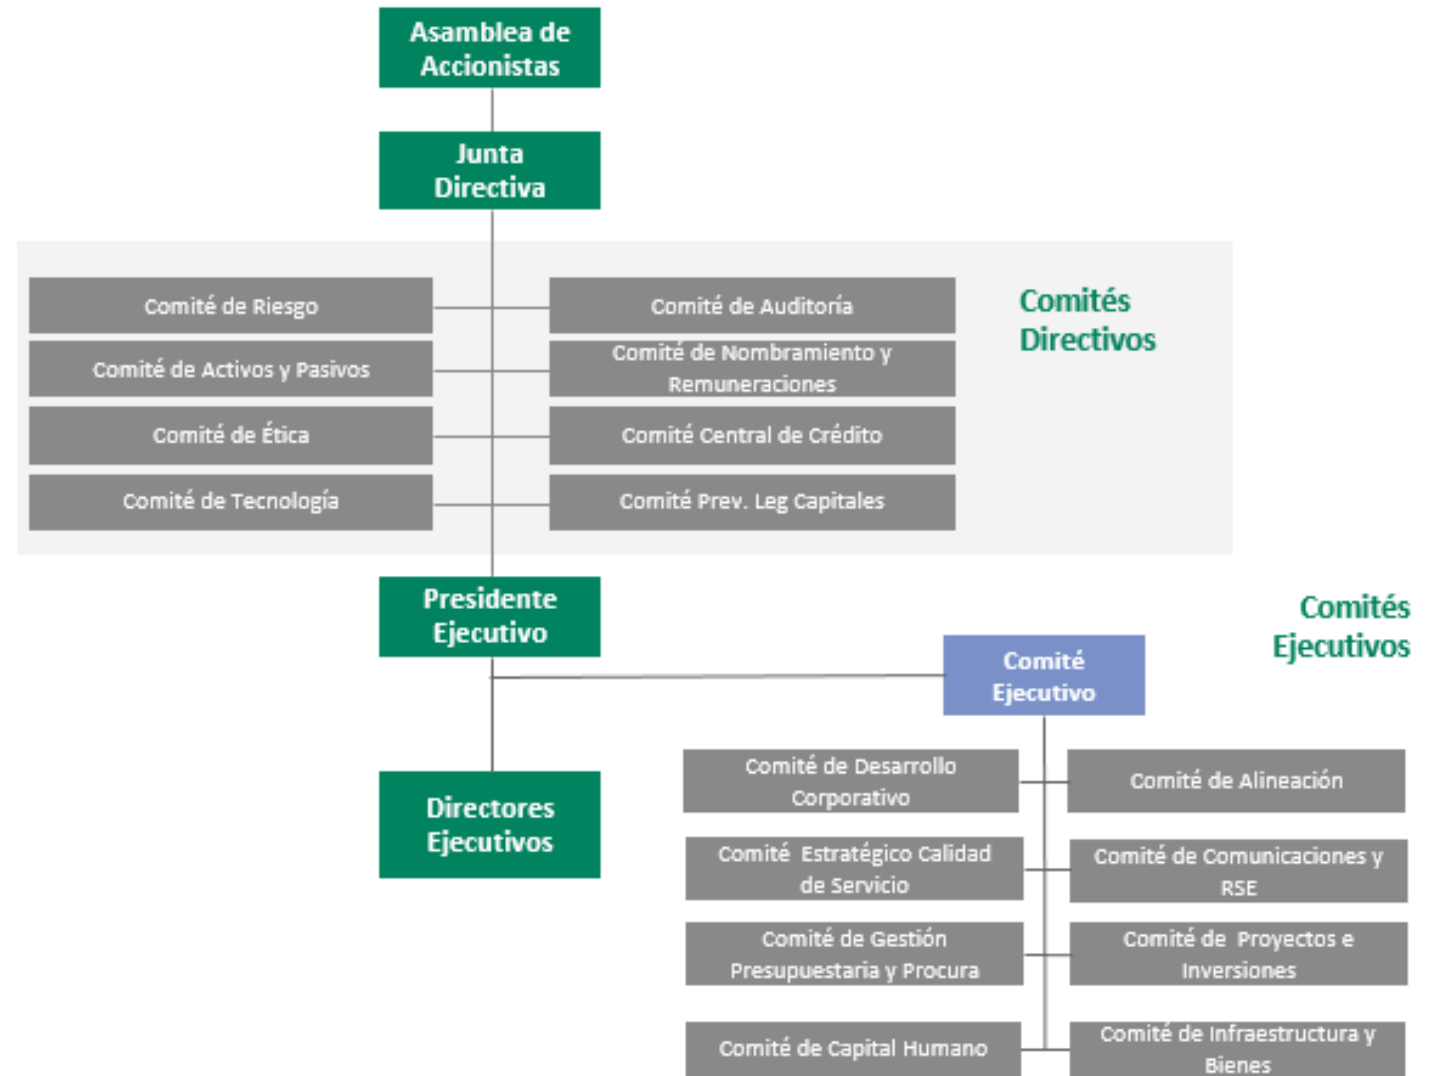 Asamblea de
Accionistas
Junta
Directiva
Comités
Directivos
Comité de Riesgo
Comité de Auditoría
Comité de Activos y Pasivos
Comité de Nombramiento y
Remuneraciones
Comité de Ética
Comité Central de Crédito
Comité de Tecnología
Comité Prev. Leg Capitales
Presidente
Ejecutivo
Comités
Ejecutivos
Comité
Ejecutivo
Directores
Ejecutivos
Comité de Desarrollo
Corporativo
Comité de Alineación
Comité Estratégico Calidad
de Servicio
Comité de Comunicaciones y
RSE
Comité de Gestión
Presupuestaria y Procura
Comité de Proyectos e
Inversiones
Comité de Capital Humano
Comité de Infraestructura y
Bienes